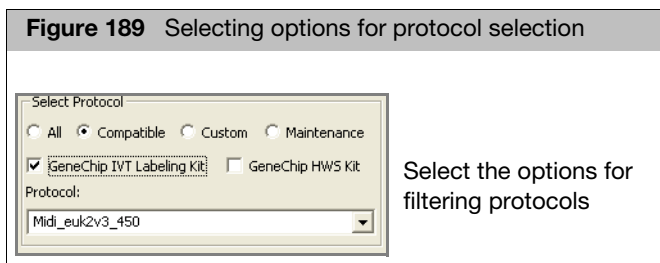 Figure 189 Selecting options for protocol selection
Select Protocol
All Compatible Custom Maintenance
GeneChip IVT Labeling Kit GeneChip HWS Kit
Protocol:
Midi_euk2v3_450
Select the options for
filtering protocols